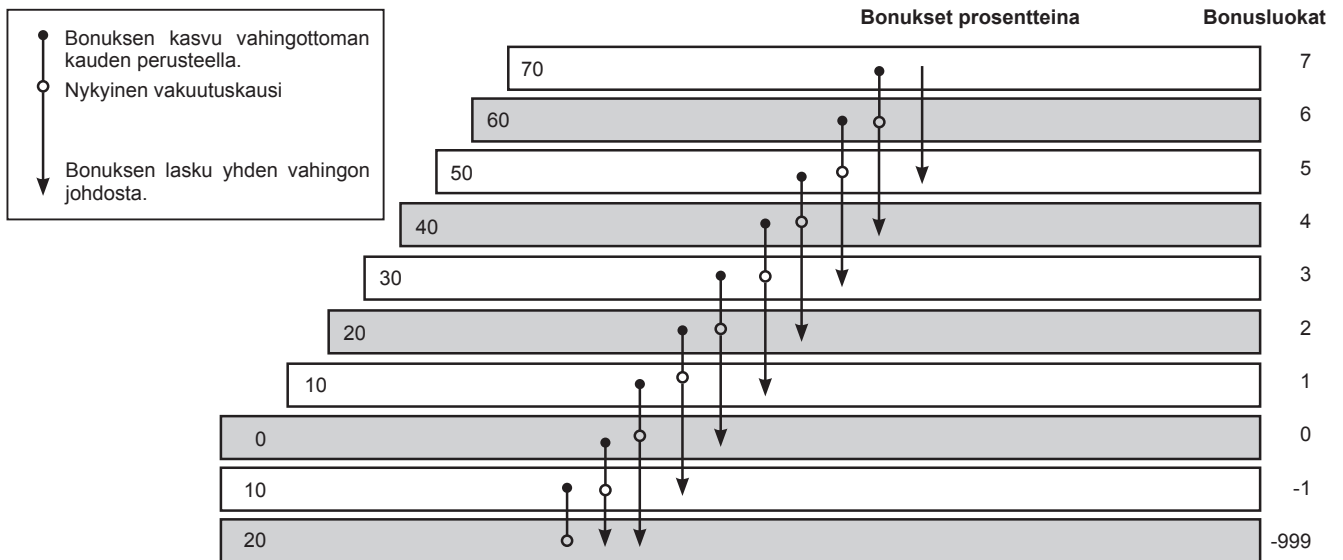 Bonukset prosentteina Bonusluokat
Bonuksen kasvu vahingottoman
kauden perusteella.
Nykyinen vakuutuskausi
Bonuksen lasku yhden vahingon
johdosta.
70 7
60 6
50 5
40 4
30 3
20 2
10 1
0 0
10 -1
20 -999